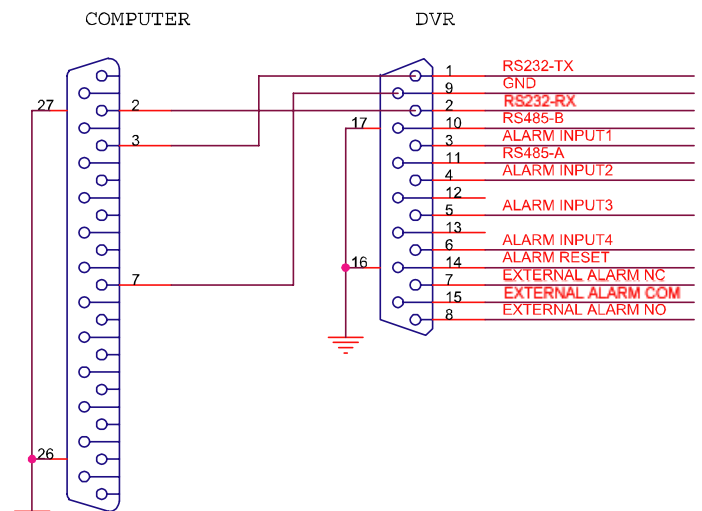 COMPUTER
DVR
27
2
3
7
26
17
16
1 RS232-TX
9 GND
2 RS232-RX
10 RS485-B
3 ALARM INPUT1
11 RS485-A
4 ALARM INPUT2
12
5 ALARM INPUT3
13
6 ALARM INPUT4
14 ALARM RESET
7 EXTERNAL ALARM NC
15 EXTERNAL ALARM COM
8 EXTERNAL ALARM NO